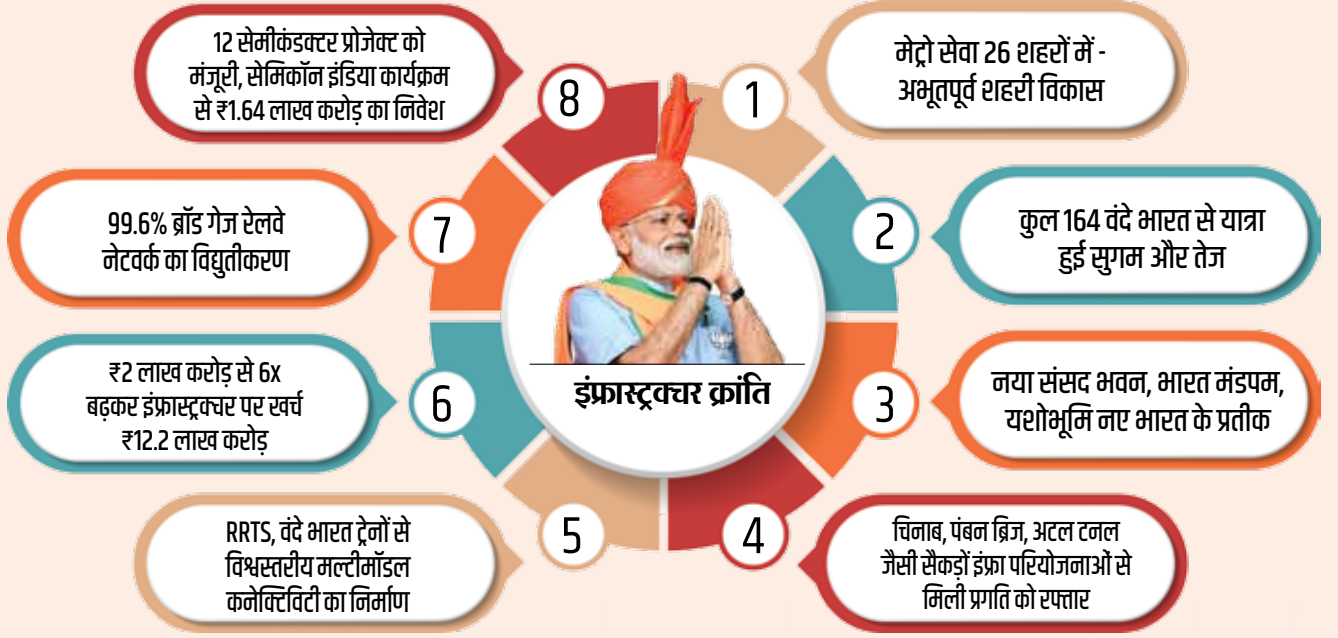 इंफ्रास्ट्रक्चर क्रांति
1
मेट्रो सेवा 26 शहरों में -
अभूतपूर्व शहरी विकास
2
कुल 164 वंदे भारत से यात्रा
हुई सुगम और तेज
3
नया संसद भवन, भारत मंडपम,
यशोभूमि नए भारत के प्रतीक
4
चिनाब, पंबन ब्रिज, अटल टनल
जैसी सैकड़ों इंफ्रा परियोजनाओं से
मिली प्रगति को रफ्तार
5
RRTS, वंदे भारत ट्रेनों से
विश्वस्तरीय मल्टीमॉडल
कनेक्टिविटी का निर्माण
6
₹2 लाख करोड़ से 6x
बढ़कर इंफ्रास्ट्रक्चर पर खर्च
₹12.2 लाख करोड़
7
99.6% ब्रॉड गेज रेलवे
नेटवर्क का विद्युतीकरण
8
12 सेमीकंडक्टर प्रोजेक्ट को
मंजूरी, सेमिकॉन इंडिया कार्यक्रम
से ₹1.64 लाख करोड़ का निवेश